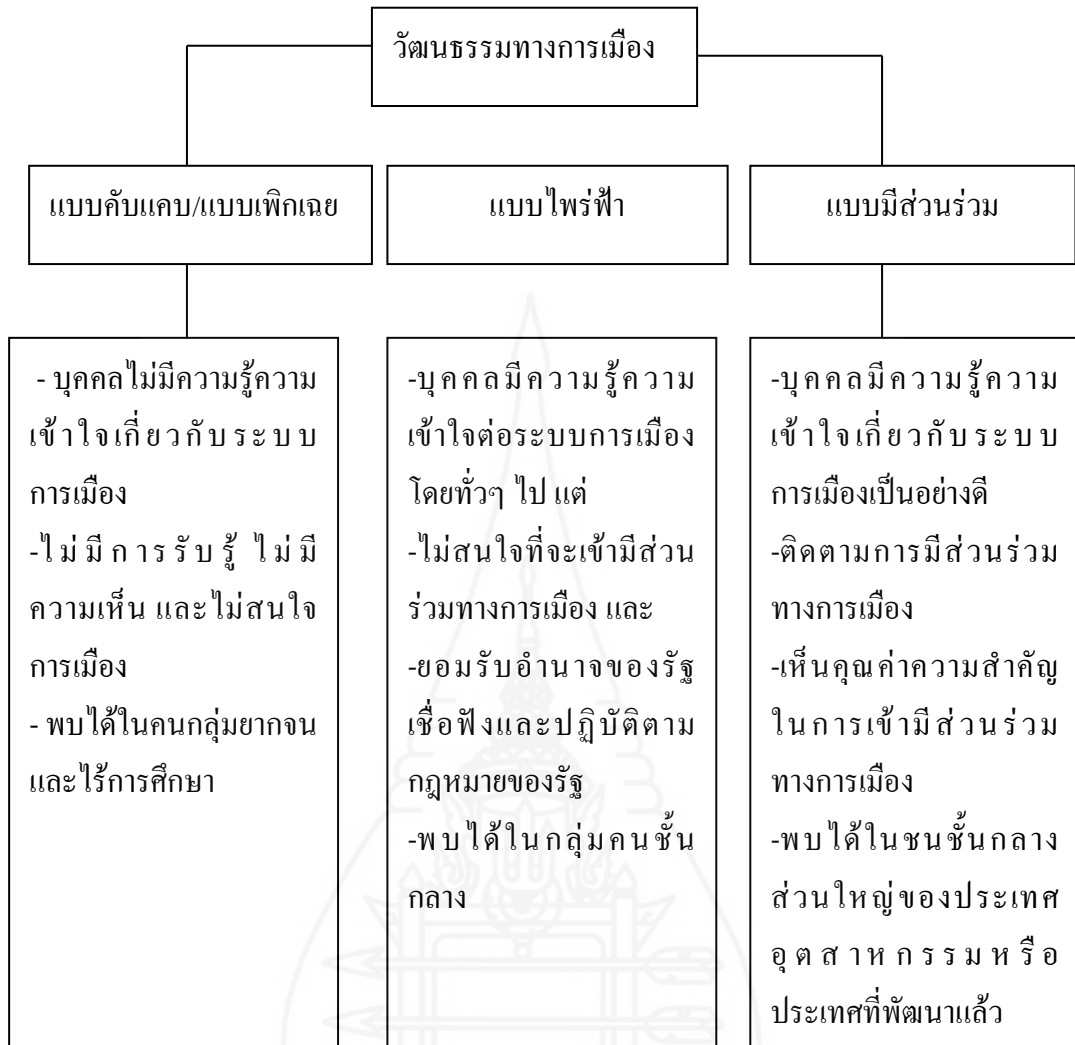 วัฒนธรรมทางการเมือง
แบบคับแคบ/แบบเพิกเฉย
แบบไพร่ฟ้า
แบบมีส่วนร่วม
- บุคคลไม่มีความรู้ความ
เข้าใจเกี่ยวกับระบบ
การเมือง
-ไม่มีการรับรู้ ไม่มี
ความเห็น และไม่สนใจ
การเมือง
- พบได้ในคนกลุ่มยากจน
และไร้การศึกษา
-บุคคลมีความรู้ความ
เข้าใจต่อระบบการเมือง
โดยทั่วๆ ไป แต่
-ไม่สนใจที่จะเข้ามีส่วน
ร่วมทางการเมือง และ
-ยอมรับอำนาจของรัฐ
เชื่อฟังและปฏิบัติตาม
กฎหมายของรัฐ
-พบได้ในกลุ่มคนชั้น
กลาง
-บุคคลมีความรู้ความ
เข้าใจเกี่ยวกับระบบ
การเมืองเป็นอย่างดี
-ติดตามการมีส่วนร่วม
ทางการเมือง
-เห็นคุณค่าความสำคัญ
ในการเข้ามีส่วนร่วม
ทางการเมือง
-พบได้ในชนชั้นกลาง
ส่วนใหญ่ของประเทศ
อุตสาหกรรมหรือ
ประเทศที่พัฒนาแล้ว